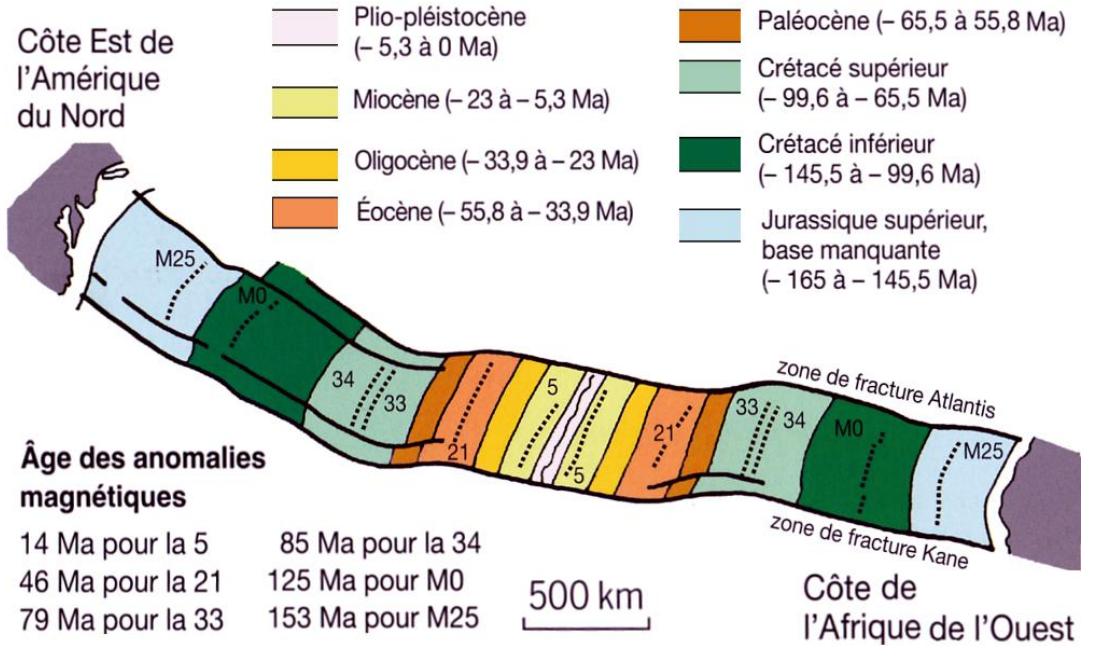 Côte Est de
l'Amérique
du Nord
Plio-pléistocène
(– 5,3 à 0 Ma)
Miocène (– 23 à – 5,3 Ma)
Oligocène (– 33,9 à – 23 Ma)
Éocène (– 55,8 à – 33,9 Ma)
Paléocène (– 65,5 à 55,8 Ma)
Crétacé supérieur
(– 99,6 à – 65,5 Ma)
Crétacé inférieur
(– 145,5 à – 99,6 Ma)
Jurassique supérieur,
base manquante
(– 165 à – 145,5 Ma)
M25
M0
34
33
21
5
5
21
33
34
M0
M25
zone de fracture Atlantis
zone de fracture Kane
Âge des anomalies
magnétiques
14 Ma pour la 5
46 Ma pour la 21
79 Ma pour la 33
85 Ma pour la 34
125 Ma pour M0
153 Ma pour M25
500 km
Côte de
l'Afrique de l'Ouest